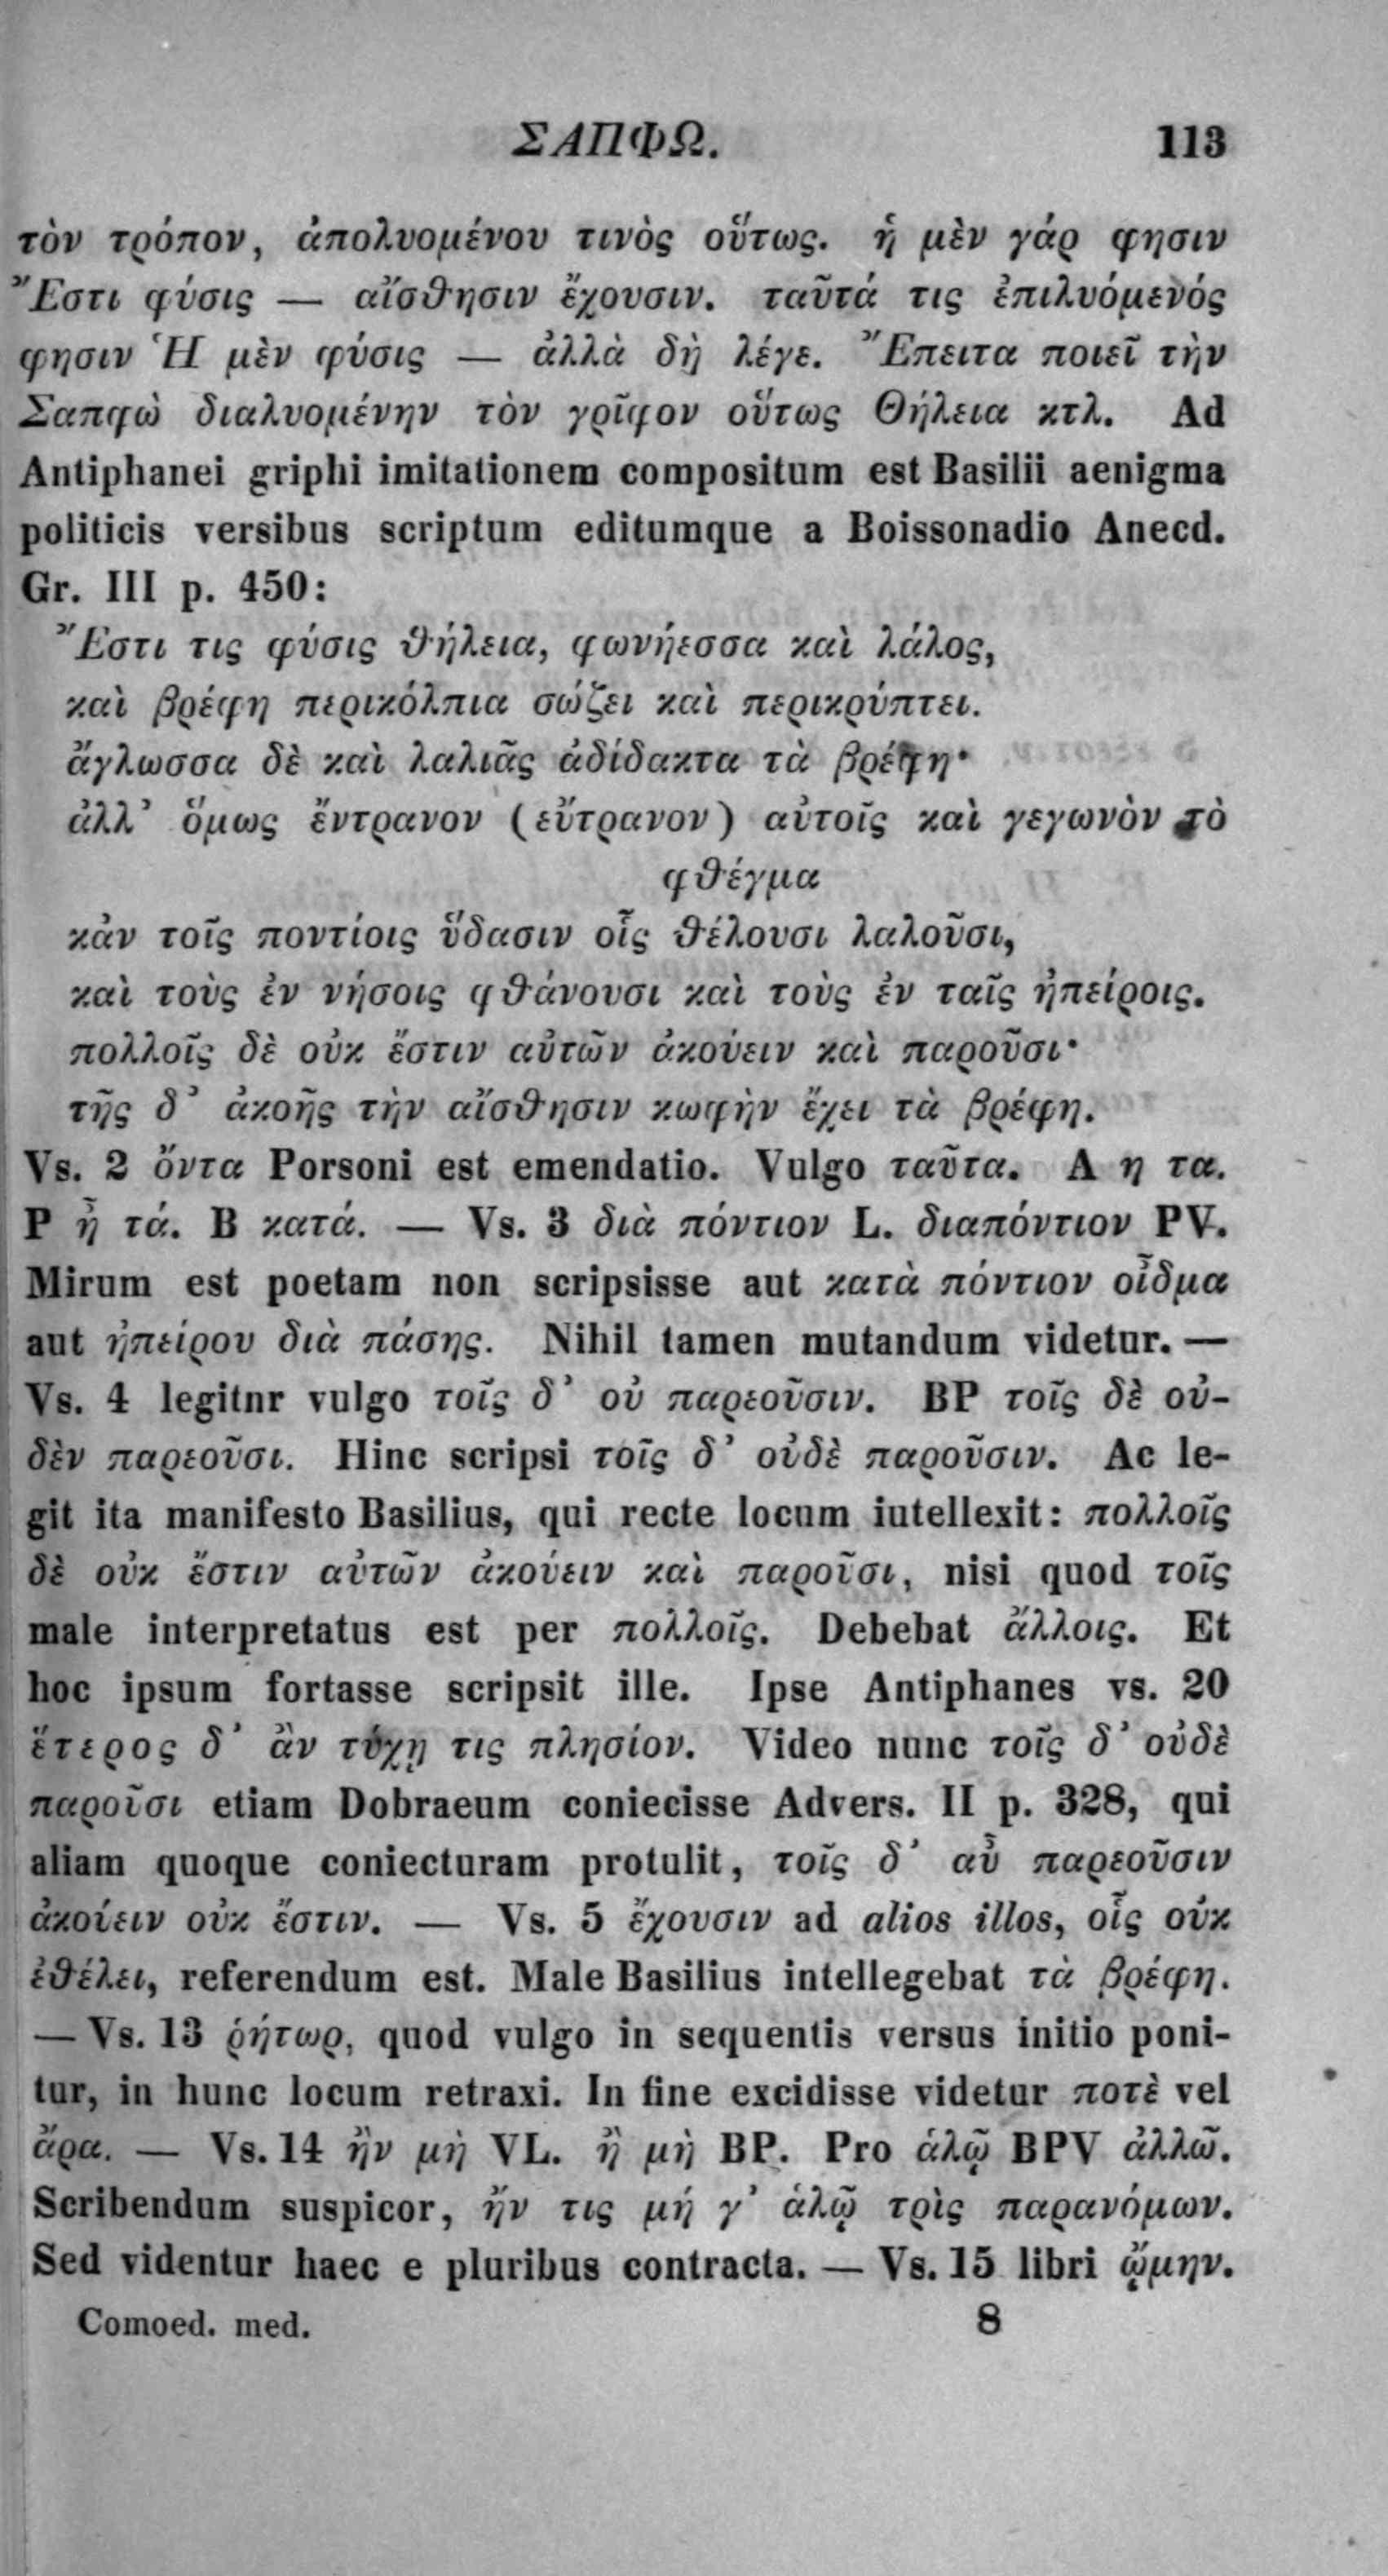 ΣΑΠΦΩ. 113
τὸν τρόπον, ἀπολυομένου τινὸς οὕτως. ἡ μὲν γάρ φησιν
Ἔστι φύσις — αἴσθησιν ἔχουσιν. ταῦτά τις ἐπιλυόμενός
φησιν Ἡ μὲν φύσις — ἀλλὰ δὴ λέγε. Ἔπειτα ποιεῖ τὴν
Σαπφὼ διαλυομένην τὸν γρῖφον οὕτως Θήλεια κτλ. Ad
Antiphanei griphi imitationem compositum est Basilii aenigma
politicis versibus scriptum editumque a Boissonadio Anecd.
Gr. III p. 450:
Ἔστι τις φύσις θήλεια, φωνήεσσα καὶ λάλος,
καὶ βρέφη περικόλπια σώζει καὶ περικρύπτει.
ἄγλωσσα δὲ καὶ λαλιᾶς ἀδίδακτα τὰ βρέφη·
ἀλλ᾽ ὅμως ἔντρανον (εὔτρανον) αὐτοῖς καὶ γεγωνὸν τὸ
φθέγμα
κἀν τοῖς ποντίοις ὕδασιν οἷς θέλουσι λαλοῦσι,
καὶ τοὺς ἐν νήσοις φθάνουσι καὶ τοὺς ἐν ταῖς ἠπείροις.
πολλοῖς δὲ οὐκ ἔστιν αὐτῶν ἀκούειν καὶ παροῦσι·
τῆς δ᾽ ἀκοῆς τὴν αἴσθησιν κωφὴν ἔχει τὰ βρέφη.
Vs. 2 ὄντα Porsoni est emendatio. Vulgo ταῦτα. A η τα.
P ἦ τά. B κατά. — Vs. 3 διὰ πόντιον L. διαπόντιον PV.
Mirum est poetam non scripsisse aut κατὰ πόντιον οἶδμα
aut ἠπείρου διὰ πάσης. Nihil tamen mutandum videtur. —
Vs. 4 legitnr vulgo τοῖς δ᾽ οὐ παρεοῦσιν. BP τοῖς δὲ οὐ-
δὲν παρεοῦσι. Hinc scripsi τοῖς δ᾽ οὐδὲ παροῦσιν. Ac le-
git ita manifesto Basilius, qui recte locum iutellexit: πολλοῖς
δὲ οὐκ ἔστιν αὐτῶν ἀκούειν καὶ παροῦσι, nisi quod τοῖς
male interpretatus est per πολλοῖς. Debebat ἄλλοις. Et
hoc ipsum fortasse scripsit ille. Ipse Antiphanes vs. 20
ἕτερος δ᾽ ἂν τύχῃ τις πλησίον. Video nunc τοῖς δ᾽ οὐδὲ
παροῦσι etiam Dobraeum coniecisse Advers. II p. 328, qui
aliam quoque coniecturam protulit, τοῖς δ᾽ αὖ παρεοῦσιν
ἀκούειν οὐκ ἔστιν. — Vs. 5 ἔχουσιν ad alios illos, οἷς οὐκ
ἐθέλει, referendum est. Male Basilius intellegebat τὰ βρέφη.
— Vs. 13 ῥήτωρ, quod vulgo in sequentis versus initio poni-
tur, in hunc locum retraxi. In fine excidisse videtur ποτὲ vel
ἄρα. — Vs. 14 ἢν μὴ VL. ἢ μὴ BP. Pro ἁλῷ BPV ἀλλῶ.
Scribendum suspicor, ἤν τις μή γ᾽ ἁλῷ τρὶς παρανόμων.
Sed videntur haec e pluribus contracta. — Vs. 15 libri ᾤμην.
Comoed. med. 8